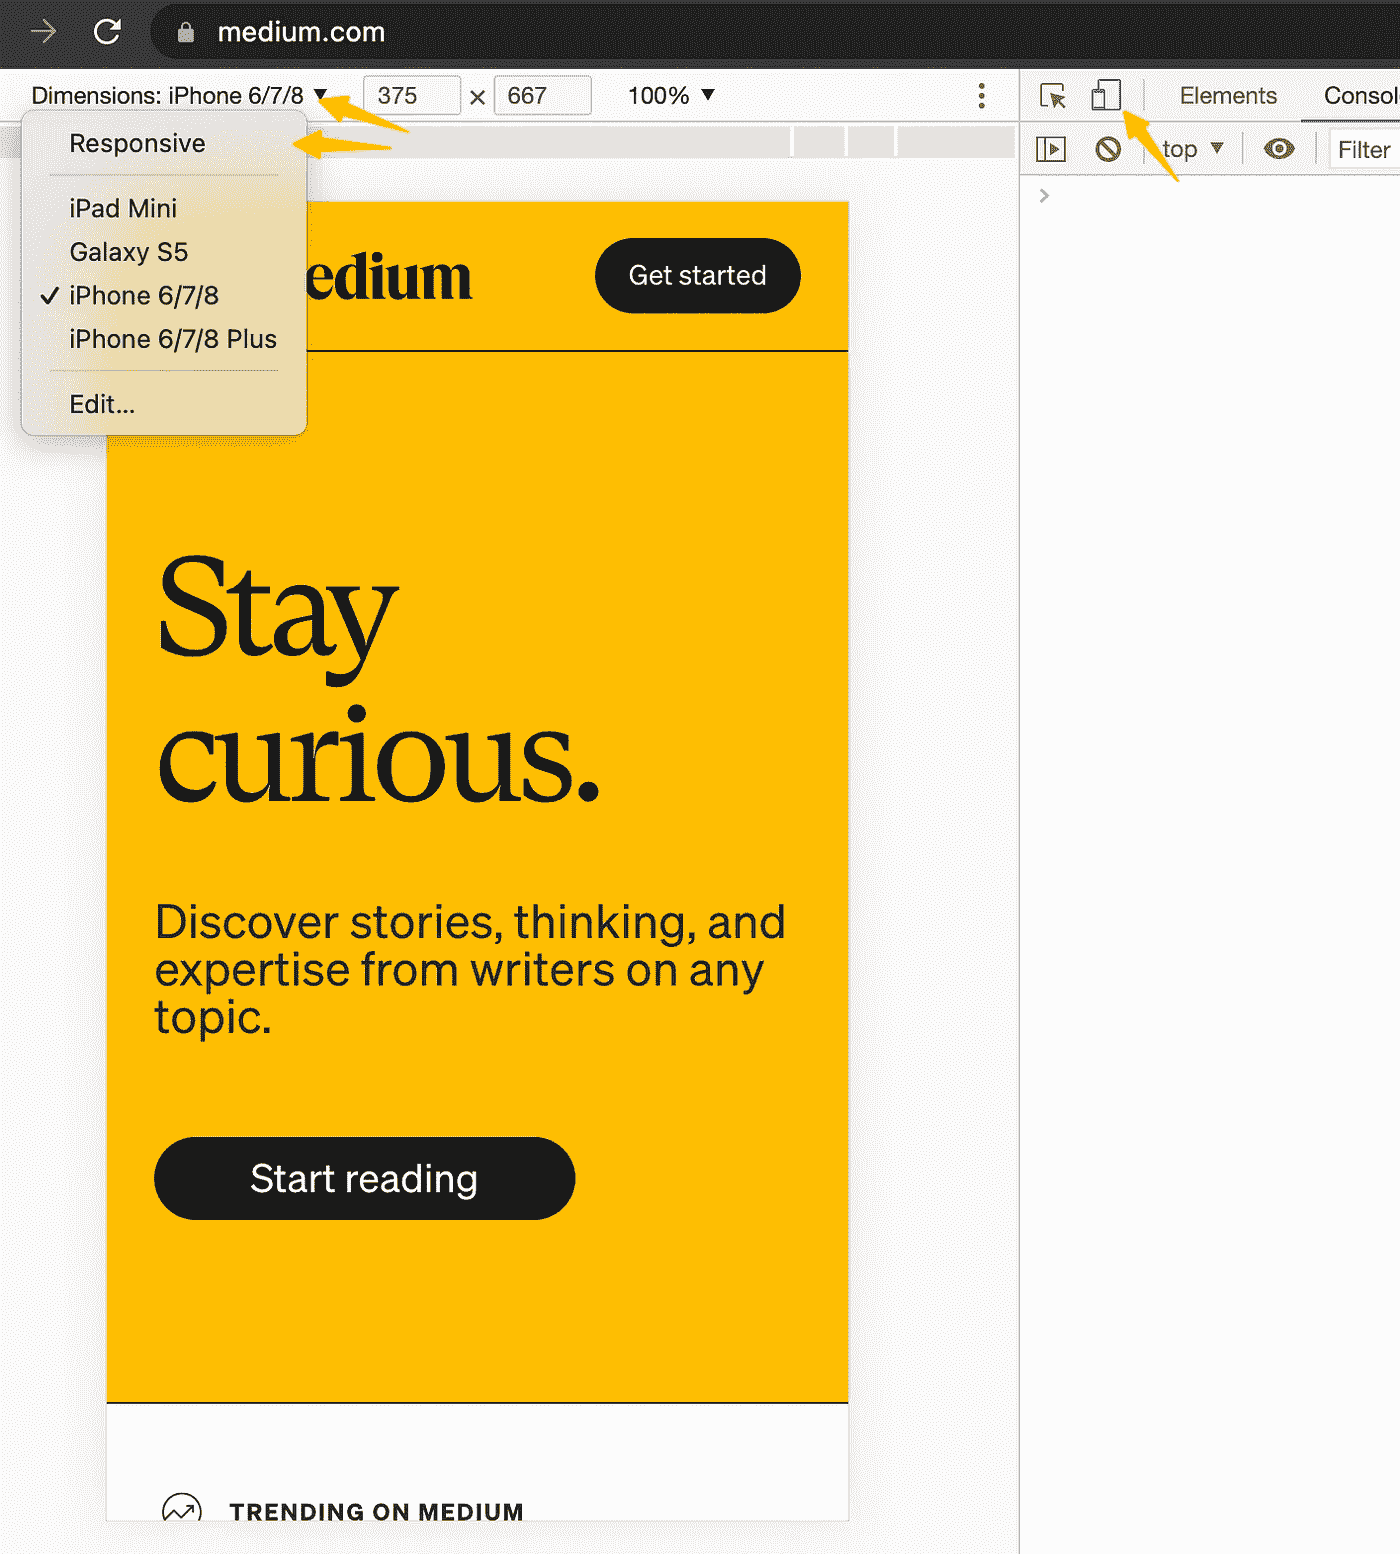 medium.com
Dimensions: iPhone 6/7/8 375 × 667 100%
Elements
Consol
top
Filter
Responsive
iPad Mini
Galaxy S5
iPhone 6/7/8
iPhone 6/7/8 Plus
Edit...
edium
Get started
Stay
curious.
Discover stories, thinking, and
expertise from writers on any
topic.
Start reading
TRENDING ON MEDIUM